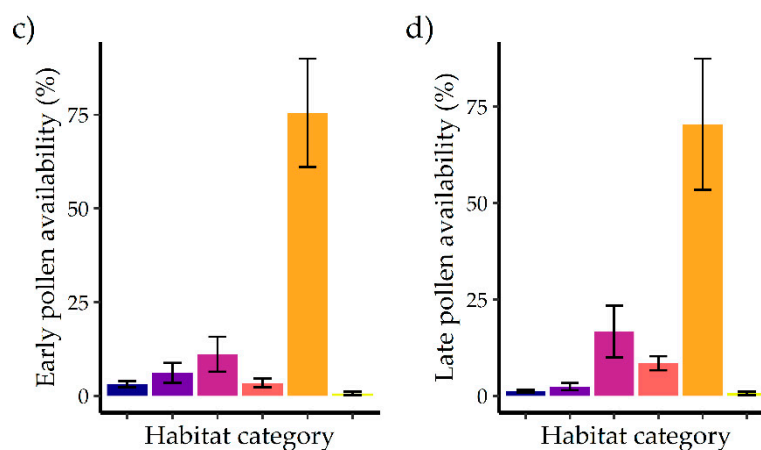 c)
Early pollen availability (%)
75
50
25
0
Habitat category
d)
Late pollen availability (%)
75
50
25
0
Habitat category